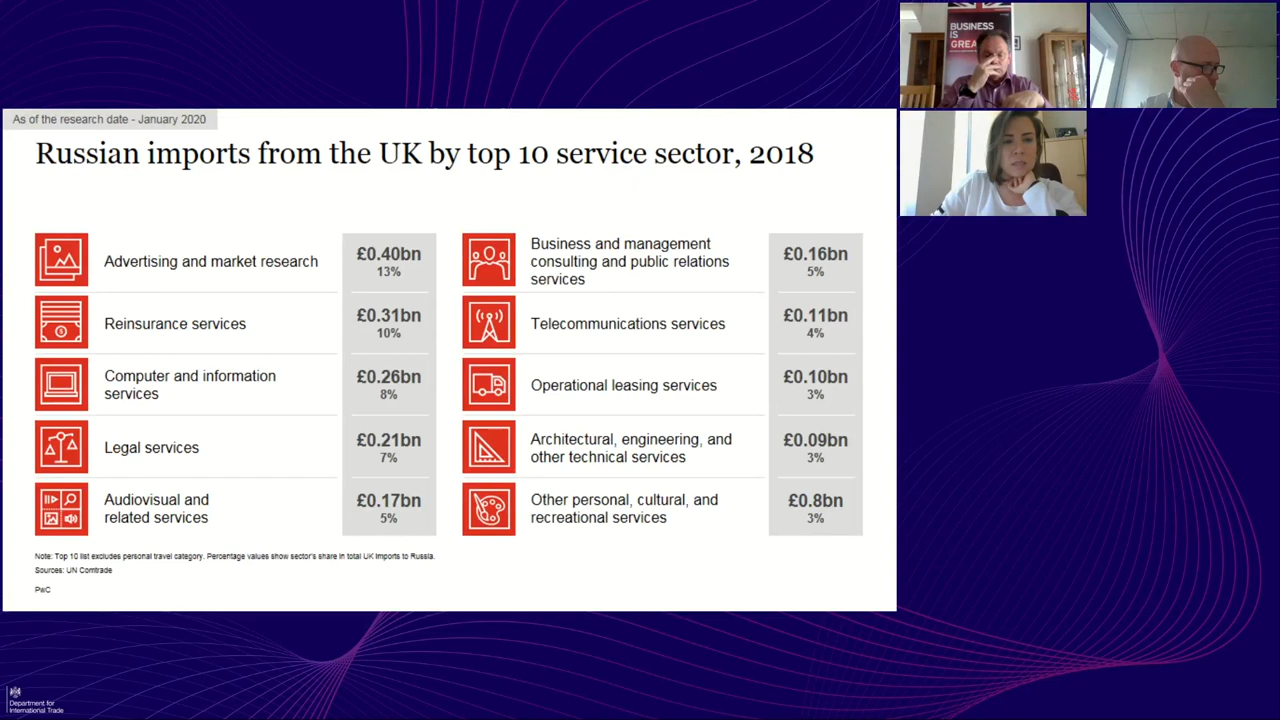 As of the research date - January 2020
Russian imports from the UK by top 10 service sector, 2018
Advertising and market research
£0.40bn
13%
Reinsurance services
£0.31bn
10%
Computer and information
services
£0.26bn
8%
Legal services
£0.21bn
7%
Audiovisual and
related services
£0.17bn
5%
Business and management
consulting and public relations
services
£0.16bn
5%
Telecommunications services
£0.11bn
4%
Operational leasing services
£0.10bn
3%
Architectural, engineering, and
other technical services
£0.09bn
3%
Other personal, cultural, and
recreational services
£0.8bn
3%
Note: Top 10 list excludes personal travel category. Percentage values show sector's share in total UK Imports to Russia.
Sources: UN Comtrade
PwC
BUSINESS
IS
Department for
International Trade